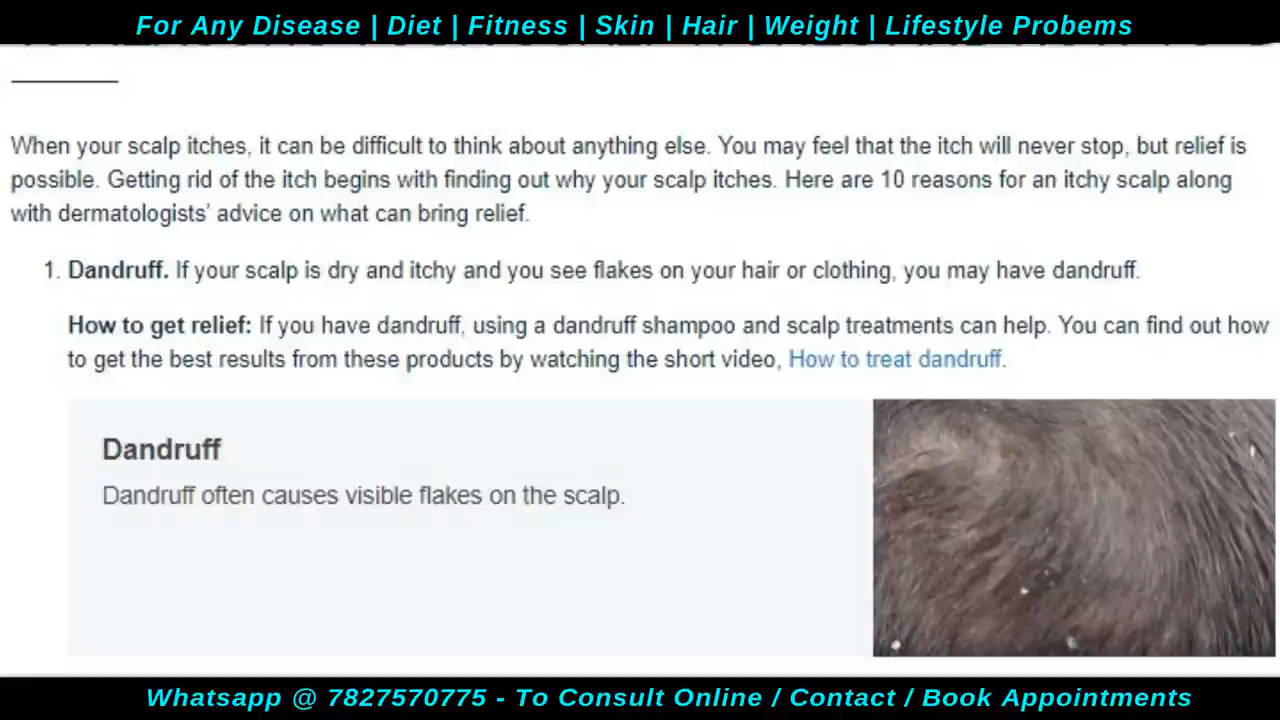 For Any Disease | Diet | Fitness | Skin | Hair | Weight | Lifestyle Probems
When your scalp itches, it can be difficult to think about anything else. You may feel that the itch will never stop, but relief is
possible. Getting rid of the itch begins with finding out why your scalp itches. Here are 10 reasons for an itchy scalp along
with dermatologists' advice on what can bring relief.
1. Dandruff. If your scalp is dry and itchy and you see flakes on your hair or clothing, you may have dandruff.
How to get relief: If you have dandruff, using a dandruff shampoo and scalp treatments can help. You can find out how
to get the best results from these products by watching the short video, How to treat dandruff.
Dandruff
Dandruff often causes visible flakes on the scalp.
Whatsapp @ 7827570775 - To Consult Online / Contact / Book Appointments